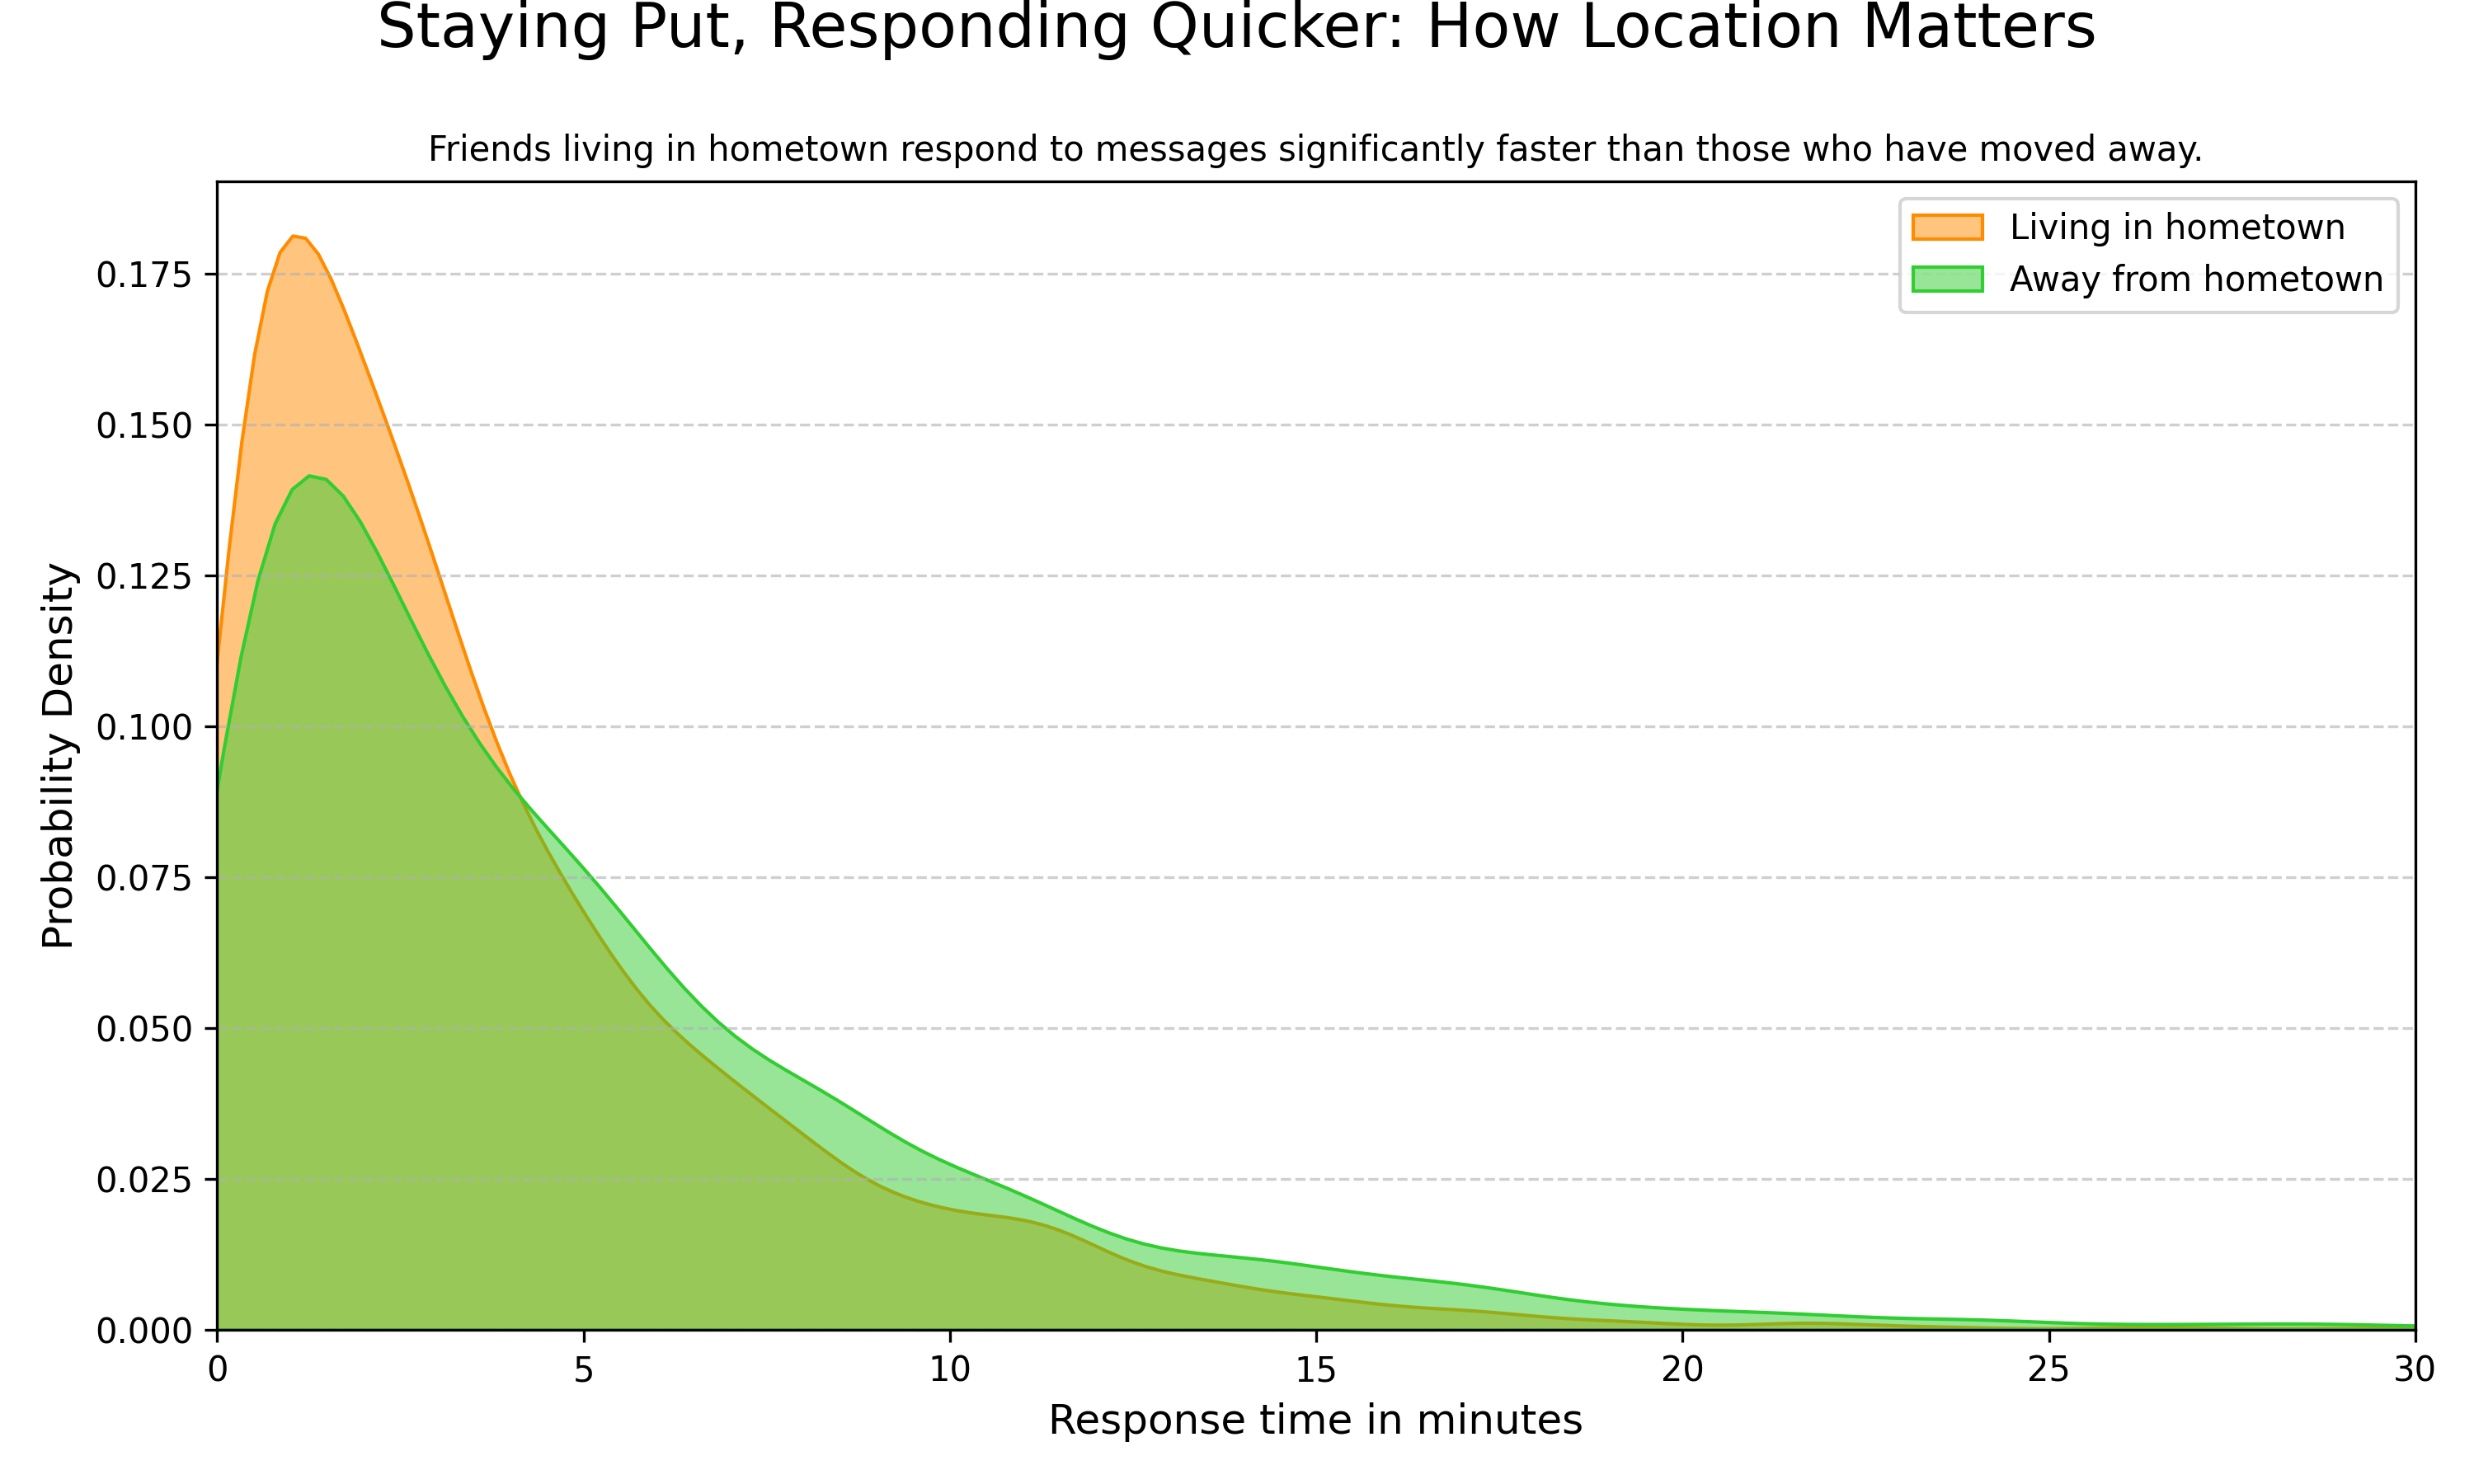 Staying Put, Responding Quicker: How Location Matters
Friends living in hometown respond to messages significantly faster than those who have moved away.
Living in hometown
Away from hometown
Probability Density
0.175
0.150
0.125
0.100
0.075
0.050
0.025
0.000
0 5 10 15 20 25 30
Response time in minutes